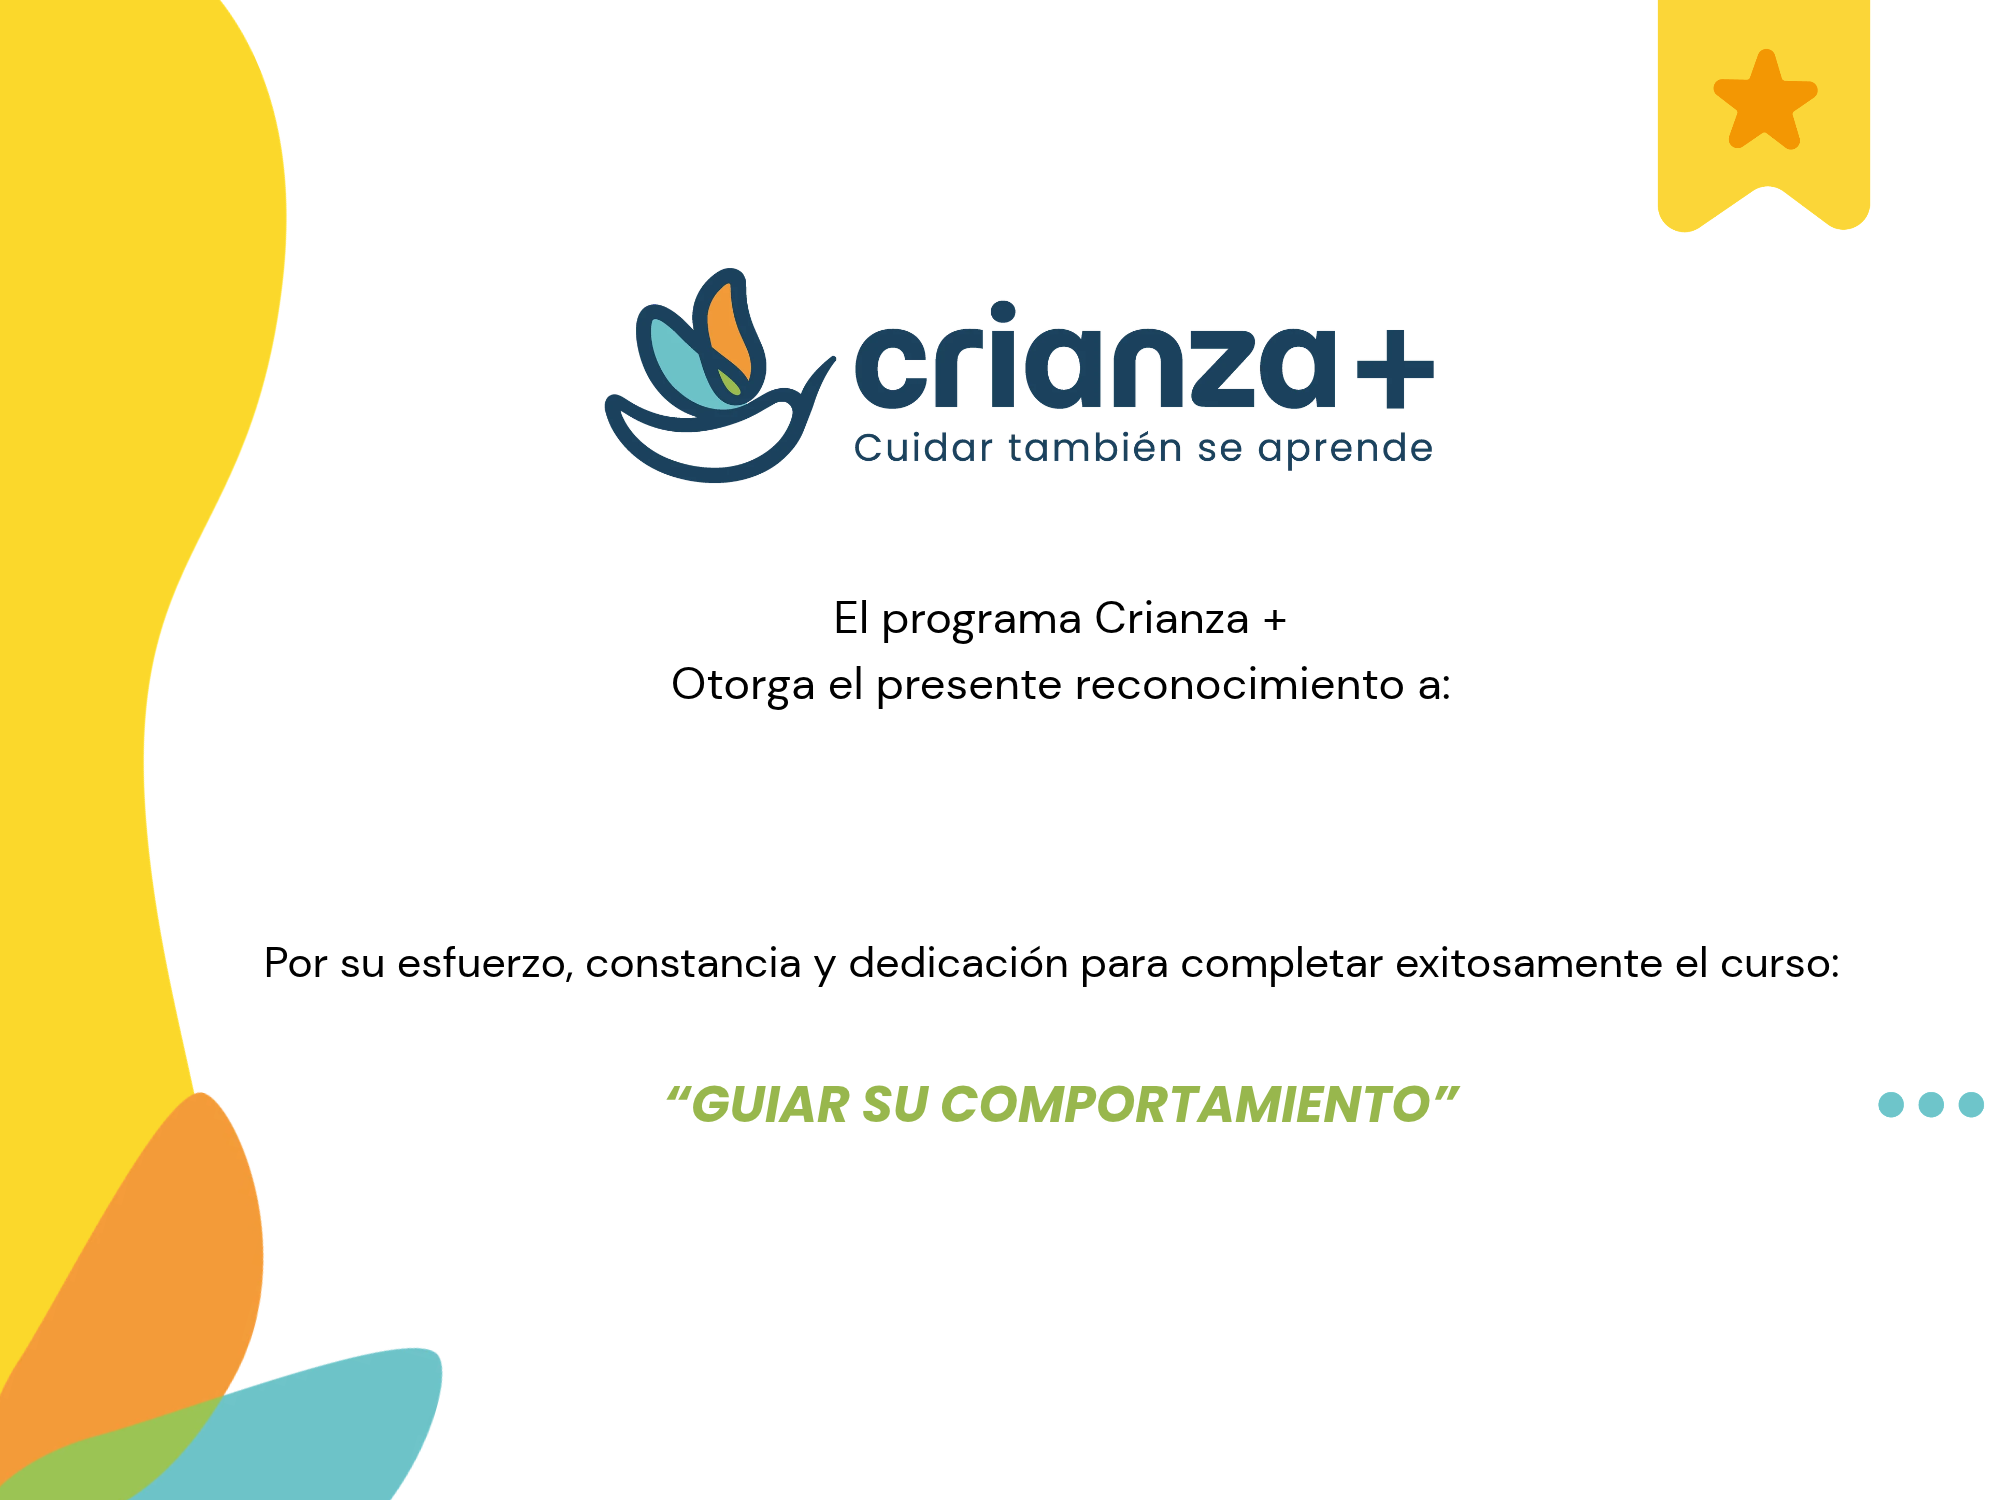 crianza+
Cuidar también se aprende
El programa Crianza +
Otorga el presente reconocimiento a:
Por su esfuerzo, constancia y dedicación para completar exitosamente el curso:
“GUIAR SU COMPORTAMIENTO”